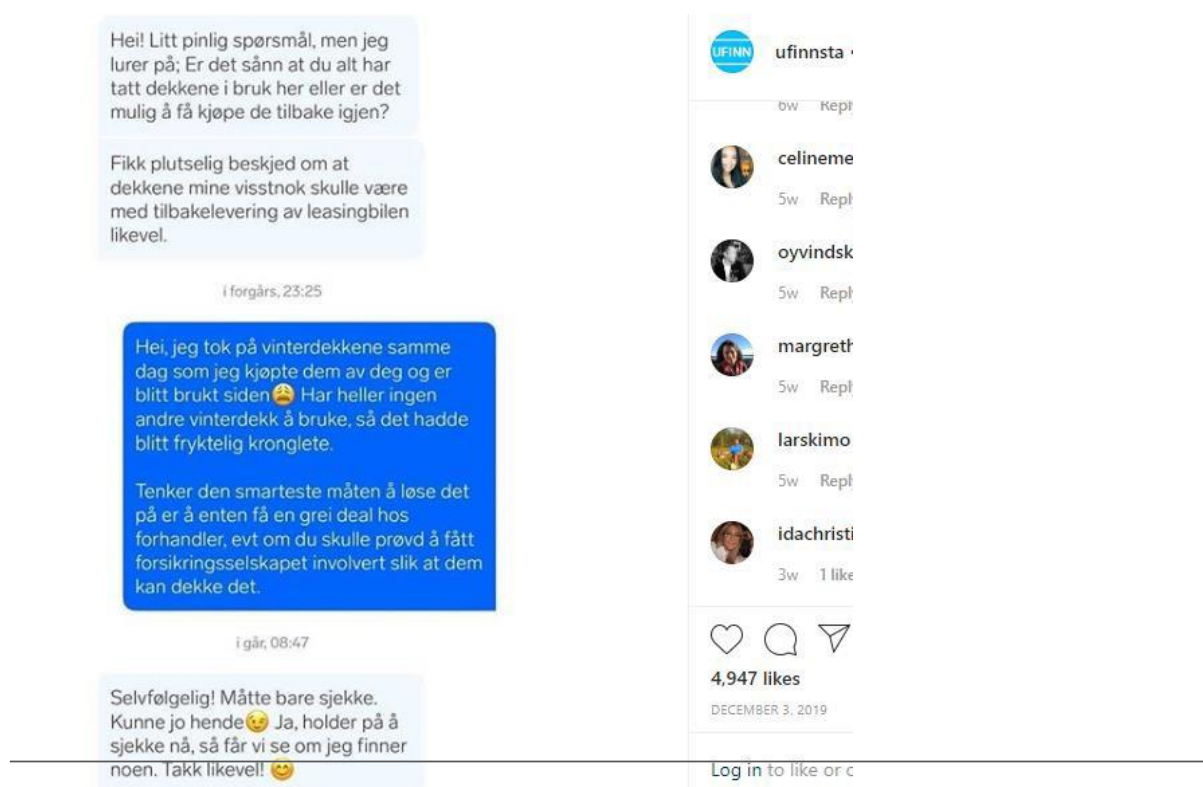 Hei! Litt pinlig spørsmål, men jeg
lurer på; Er det sånn at du alt har
tatt dekkene i bruk her eller er det
mulig å få kjøpe de tilbake igjen?
Fikk plutselig beskjed om at
dekkene mine visstnok skulle være
med tilbakelevering av leasingbilen
likevel.
i forgårs, 23:25
Hei, jeg tok på vinterdekkene samme
dag som jeg kjøpte dem av deg og er
blitt brukt siden😩 Har heller ingen
andre vinterdekk å bruke, så det hadde
blitt fryktelig kronglete.
Tenker den smarteste måten å løse det
på er å enten få en grei deal hos
forhandler, evt om du skulle prøvd å fått
forsikringsselskapet involvert slik at dem
kan dekke det.
i går, 08:47
Selvfølgelig! Måtte bare sjekke.
Kunne jo hende😉 Ja, holder på å
sjekke nå, så får vi se om jeg finner
noen. Takk likevel! 😊
UFINN
ufinnsta •
6w Repl
celineme
5w Repl
oyvindsk
5w Repl
margreth
5w Repl
larskimo
5w Repl
idachristi
3w 1 like
4,947 likes
DECEMBER 3, 2019
Log in to like or c